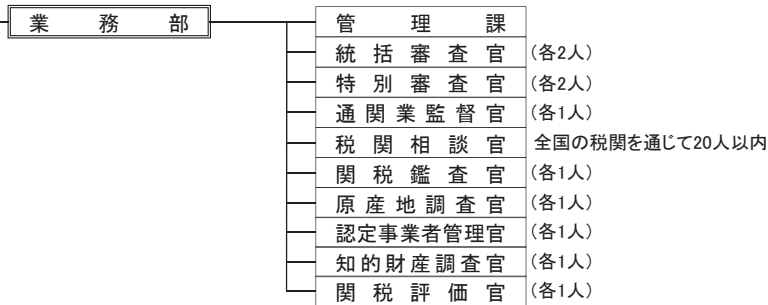 業務部
管理課
統括審査官 (各2人)
特別審査官 (各2人)
通関業監督官 (各1人)
税関相談官 全国の税関を通じて20人以内
関税鑑査官 (各1人)
原産地調査官 (各1人)
認定事業者管理官 (各1人)
知的財産調査官 (各1人)
関税評価官 (各1人)